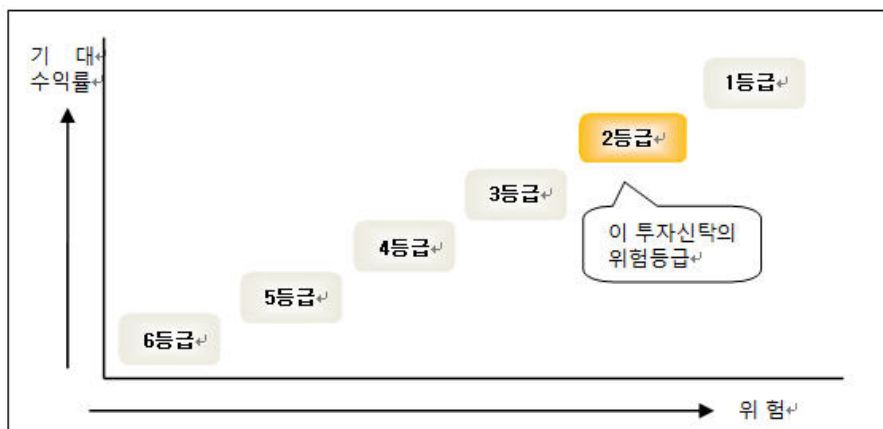 기 대
수익률
1등급
2등급
3등급
이 투자신탁의
위험등급
4등급
5등급
6등급
위 험